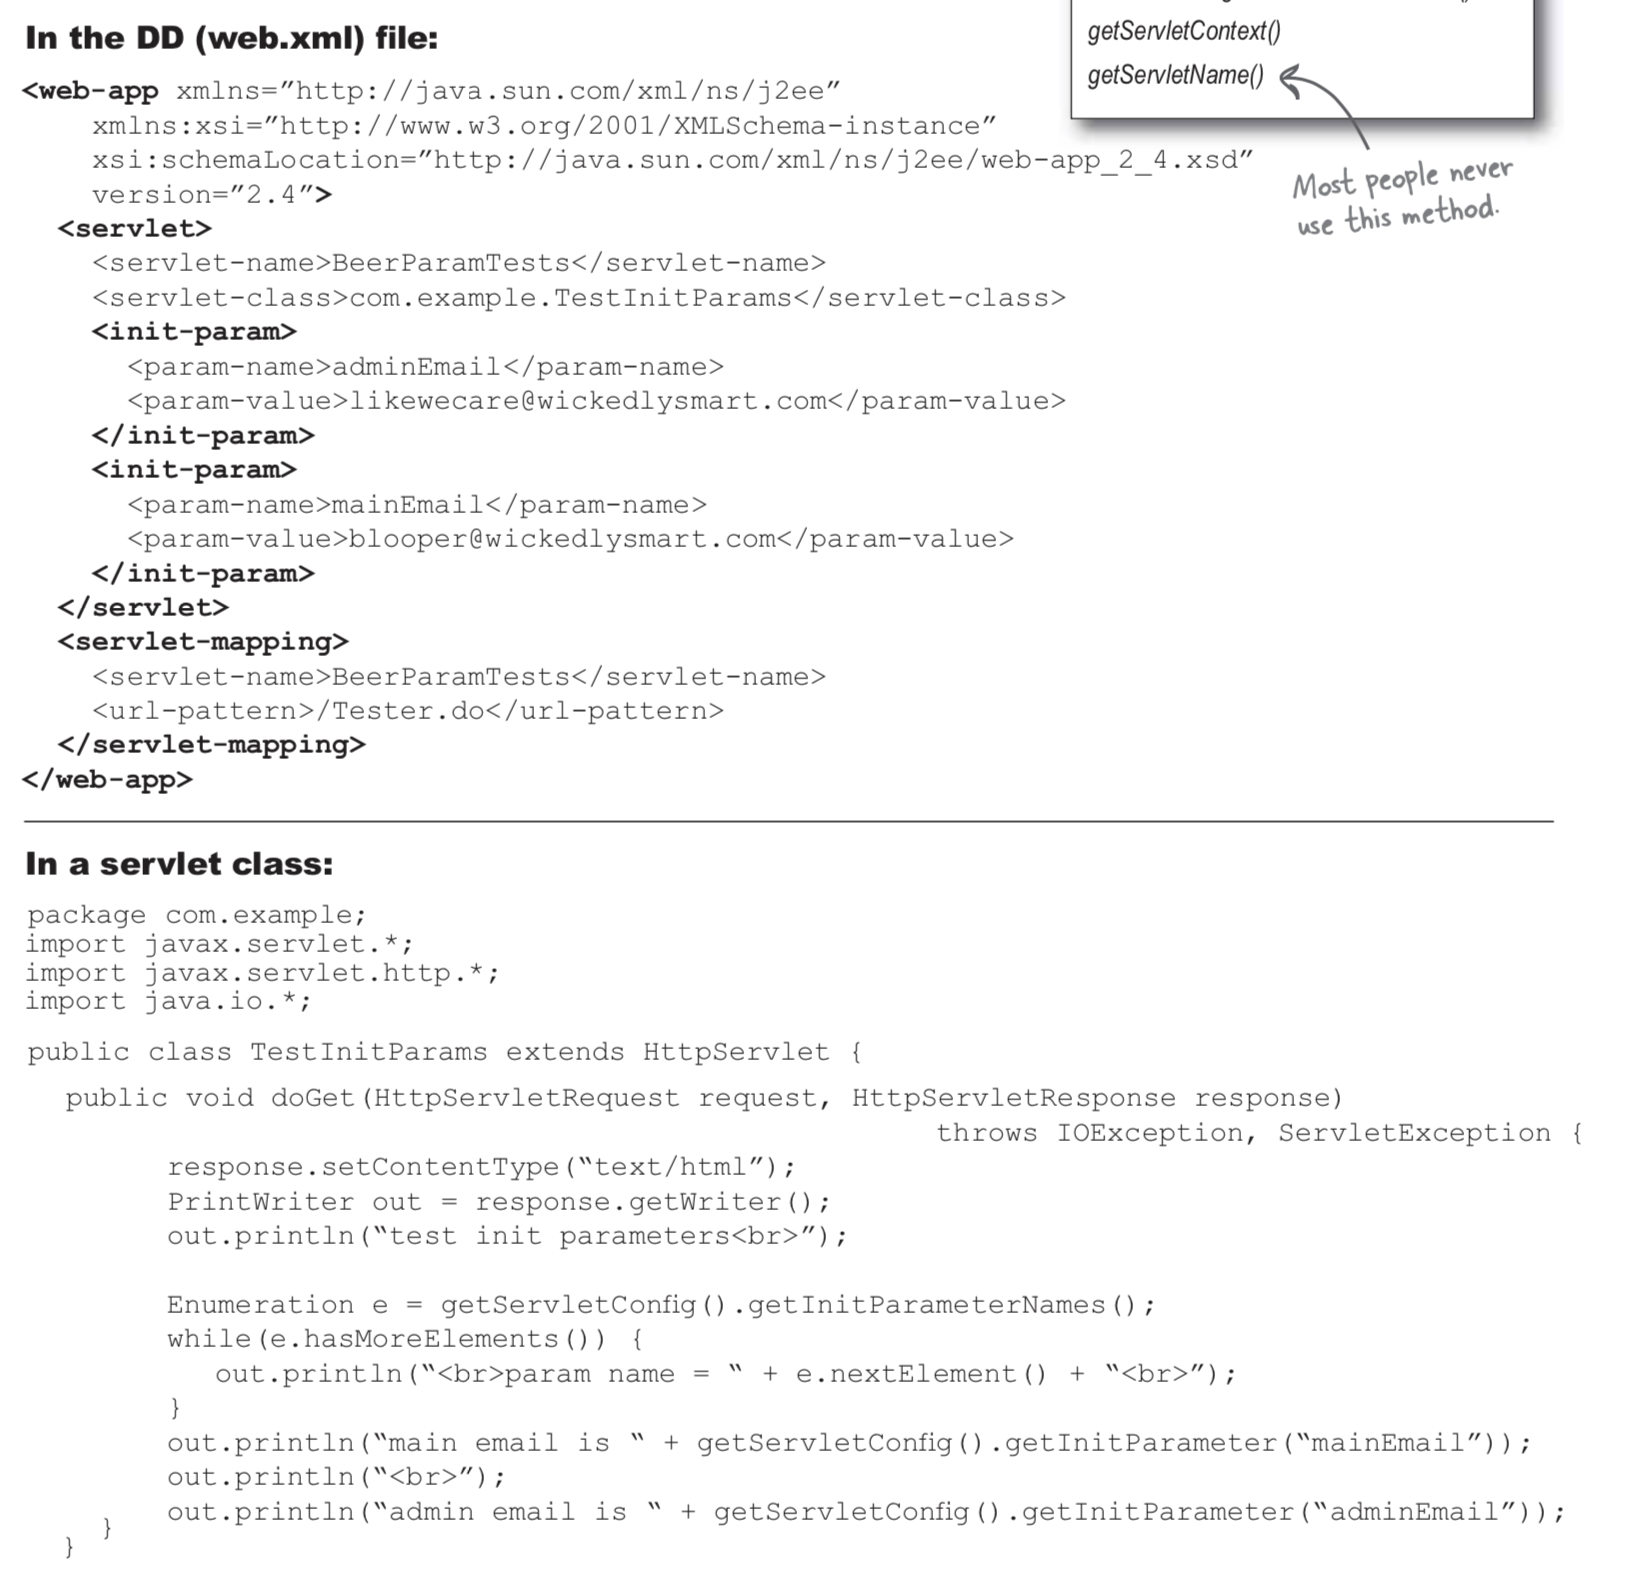 In the DD (web.xml) file:
getServletContext()
getServletName()
Most people never
use this method.
<web-app xmlns=”http://java.sun.com/xml/ns/j2ee”
xmlns:xsi=”http://www.w3.org/2001/XMLSchema-instance”
xsi:schemaLocation=”http://java.sun.com/xml/ns/j2ee/web-app_2_4.xsd”
version=”2.4”>
<servlet>
<servlet-name>BeerParamTests</servlet-name>
<servlet-class>com.example.TestInitParams</servlet-class>
<init-param>
<param-name>adminEmail</param-name>
<param-value>likewecare@wickedlysmart.com</param-value>
</init-param>
<init-param>
<param-name>mainEmail</param-name>
<param-value>blooper@wickedlysmart.com</param-value>
</init-param>
</servlet>
<servlet-mapping>
<servlet-name>BeerParamTests</servlet-name>
<url-pattern>/Tester.do</url-pattern>
</servlet-mapping>
</web-app>
In a servlet class:
package com.example;
import javax.servlet.*;
import javax.servlet.http.*;
import java.io.*;
public class TestInitParams extends HttpServlet {
public void doGet(HttpServletRequest request, HttpServletResponse response)
throws IOException, ServletException {
response.setContentType(“text/html”);
PrintWriter out = response.getWriter();
out.println(“test init parameters<br>”);
Enumeration e = getServletConfig().getInitParameterNames();
while(e.hasMoreElements()) {
out.println(“<br>param name = “ + e.nextElement() + “<br>”);
}
out.println(“main email is “ + getServletConfig().getInitParameter(“mainEmail”));
out.println(“<br>”);
out.println(“admin email is “ + getServletConfig().getInitParameter(“adminEmail”));
}
}